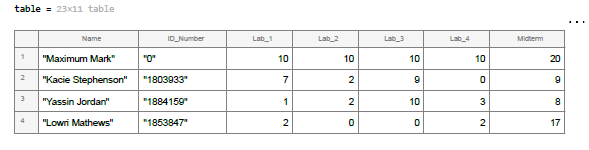 table = 23×11 table
...
Name ID_Number Lab_1 Lab_2 Lab_3 Lab_4 Midterm
1 "Maximum Mark" "0" 10 10 10 10 20
2 "Kacie Stephenson" "1803933" 7 2 9 0 9
3 "Yassin Jordan" "1884159" 1 2 10 3 8
4 "Lowri Mathews" "1853847" 2 0 0 2 17